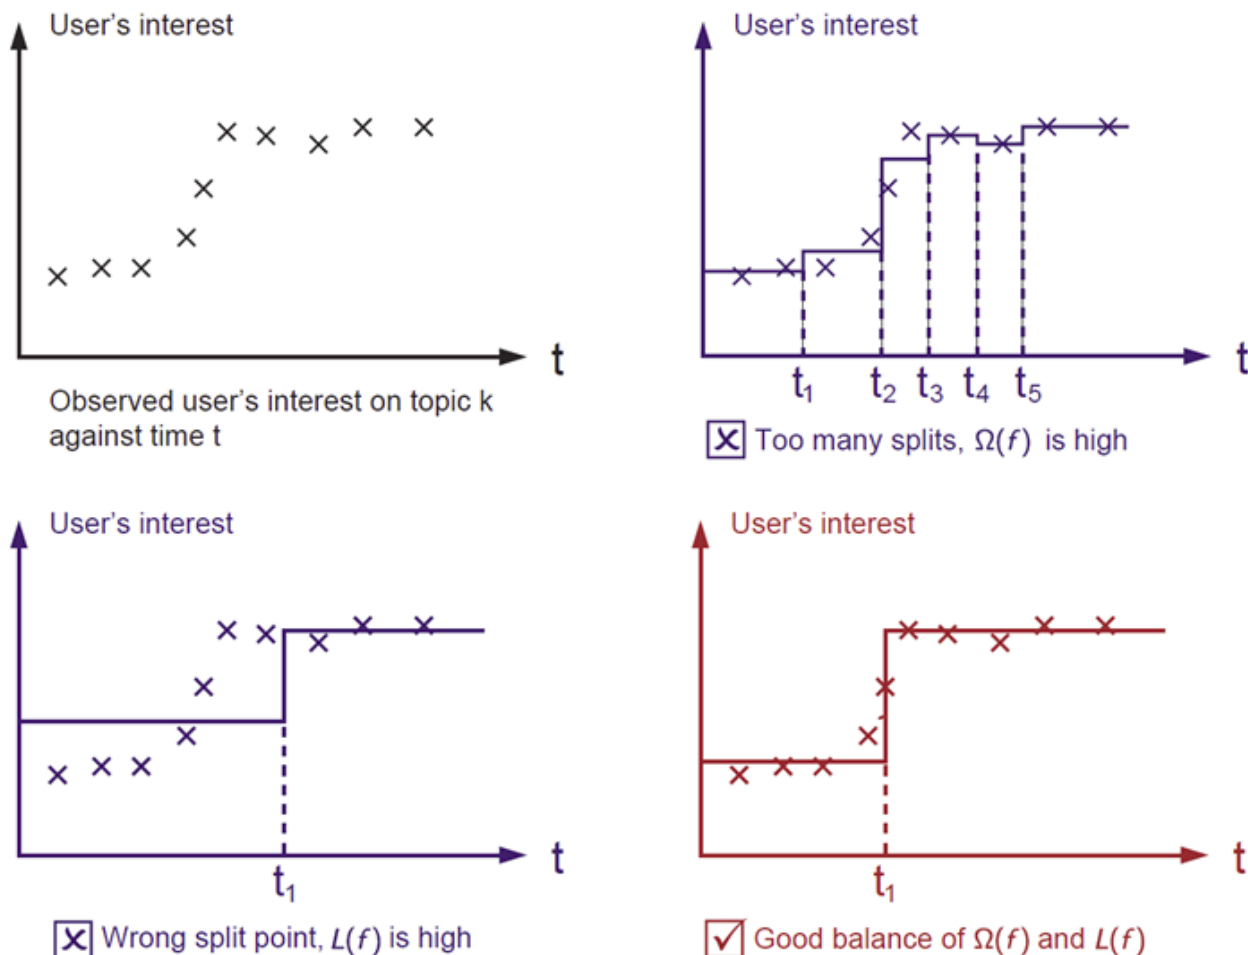 User's interest
t
Observed user's interest on topic k
against time t
User's interest
t
t₁ t₂ t₃ t₄ t₅
Too many splits, Ω(f) is high
User's interest
t
t₁
Wrong split point, L(f) is high
User's interest
t
t₁
Good balance of Ω(f) and L(f)